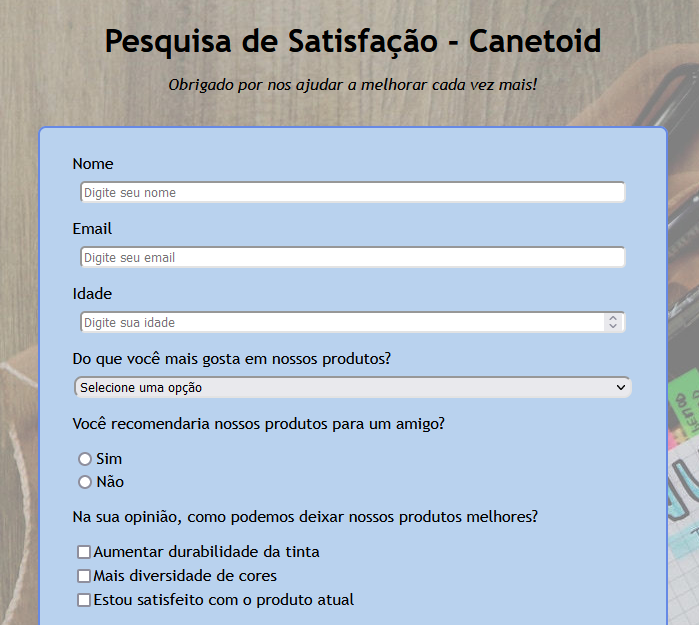 Pesquisa de Satisfação - Canetoid
Obrigado por nos ajudar a melhorar cada vez mais!
Nome
Digite seu nome
Email
Digite seu email
Idade
Digite sua idade
Do que você mais gosta em nossos produtos?
Selecione uma opção
Você recomendaria nossos produtos para um amigo?
Sim
Não
Na sua opinião, como podemos deixar nossos produtos melhores?
Aumentar durabilidade da tinta
Mais diversidade de cores
Estou satisfeito com o produto atual